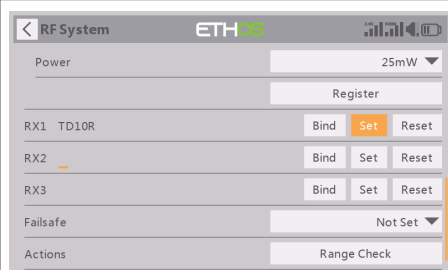 RF System ETHOS
Power 25mW
Register
RX1 TD10R Bind Set Reset
RX2 Bind Set Reset
RX3 Bind Set Reset
Failsafe Not Set
Actions Range Check